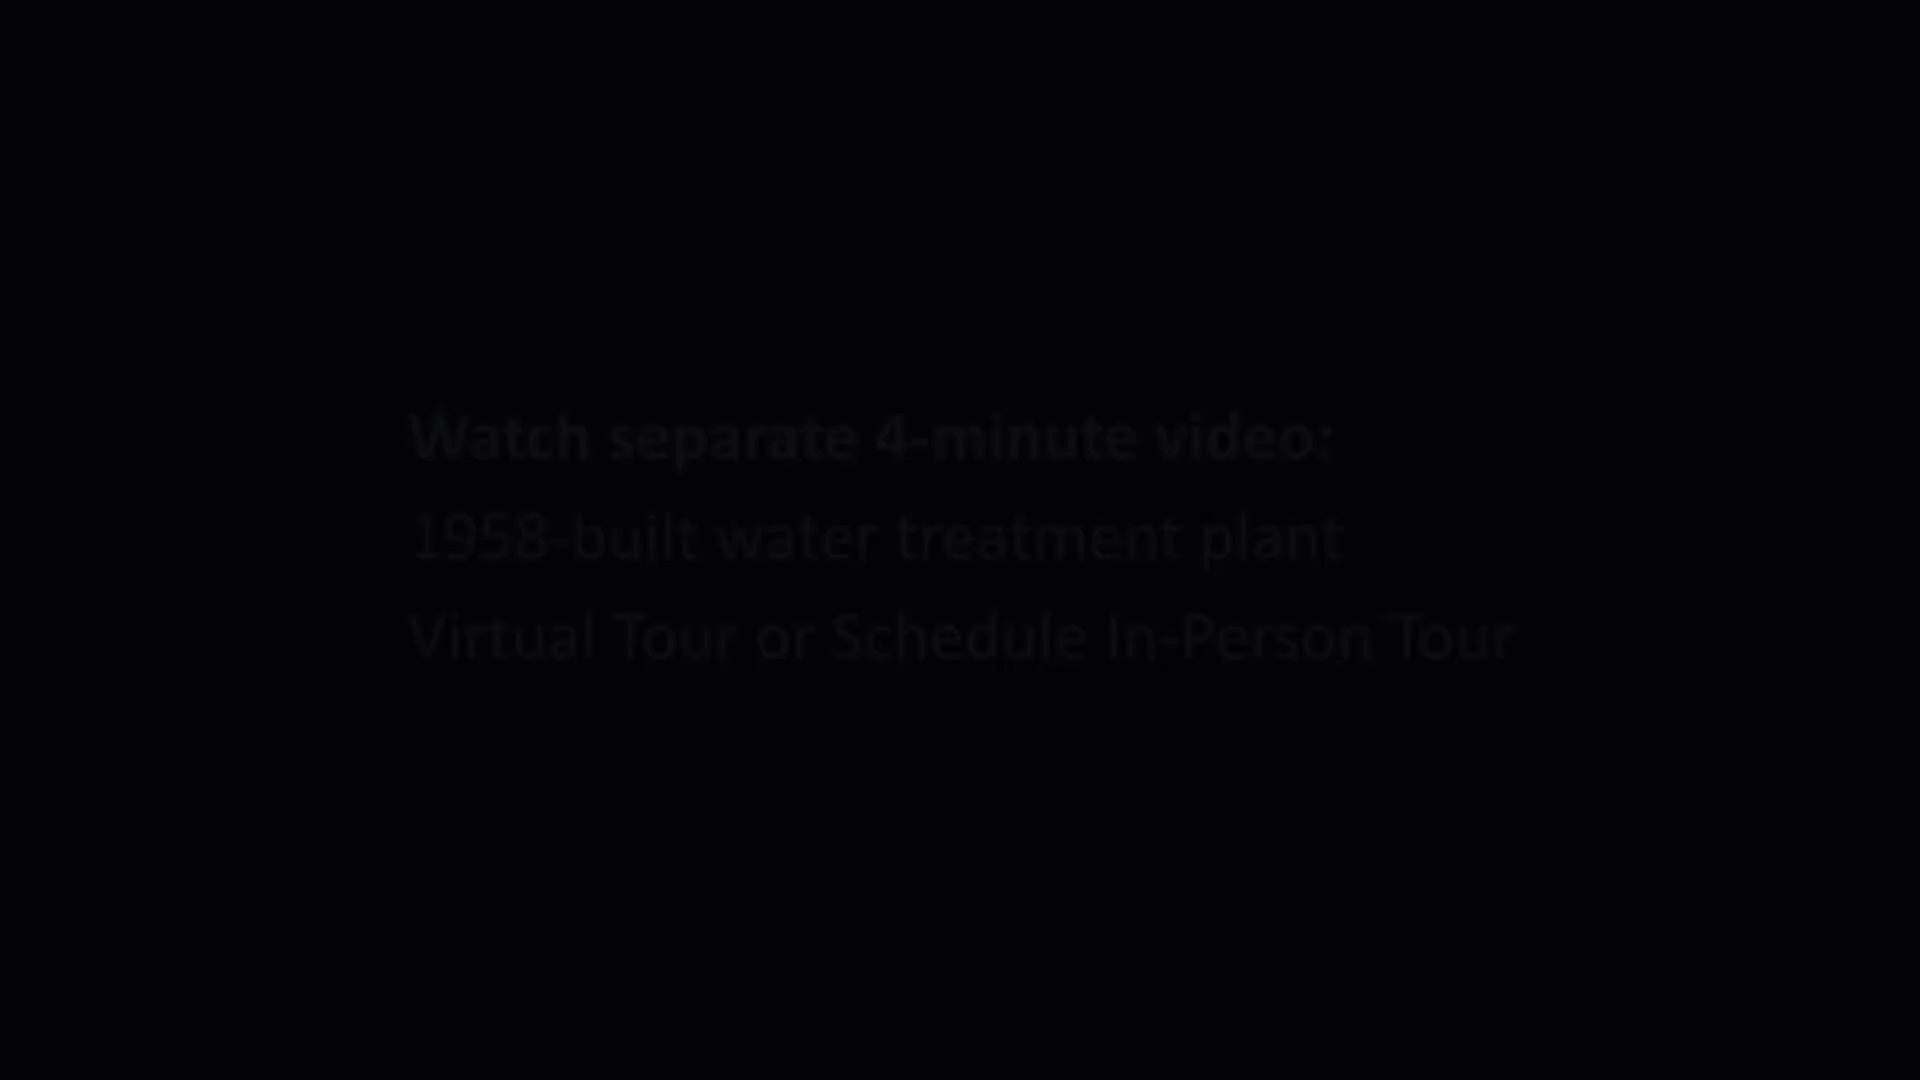 Watch separate 4-minute video:
1958-built water treatment plant
Virtual Tour or Schedule In-Person Tour